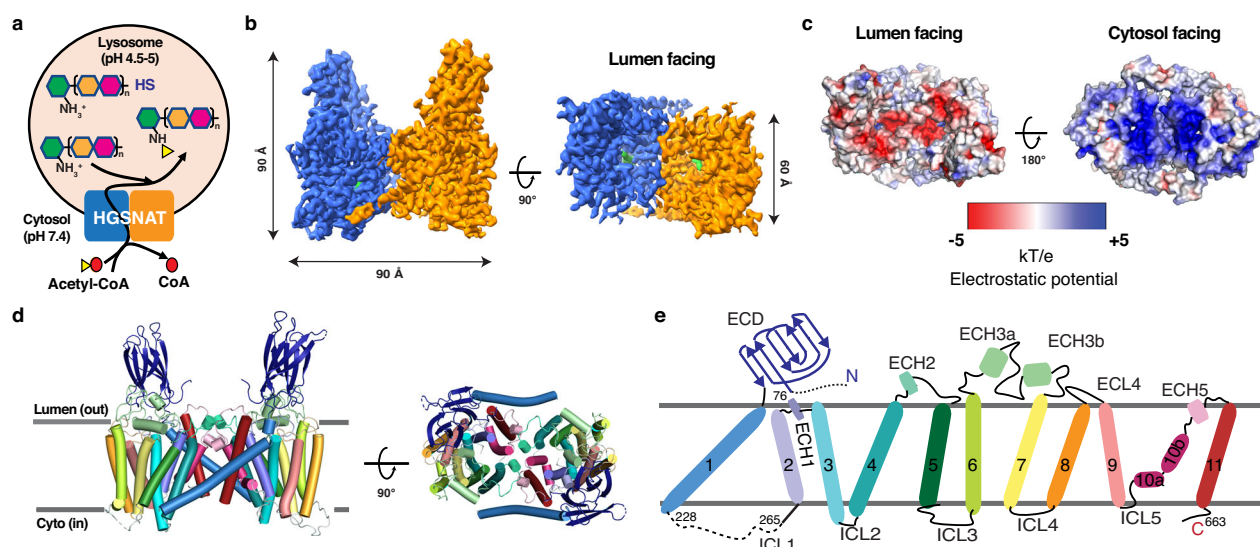 a
Lysosome
(pH 4.5-5)
n
HS
NH3+
n
NH
n
NH3+
HGSNAT
Cytosol
(pH 7.4)
Acetyl-CoA
CoA
b
90 Å
90 Å
90°
Lumen facing
60 Å
c
Lumen facing
Cytosol facing
180°
-5
+5
kT/e
Electrostatic potential
d
Lumen (out)
Cyto (in)
90°
e
ECD
N
76
ECH1
ECH2
ECH3a
ECH3b
ECL4
ECH5
1
2
3
4
5
6
7
8
9
10a
10b
11
228
265
ICL1
ICL2
ICL3
ICL4
ICL5
C663